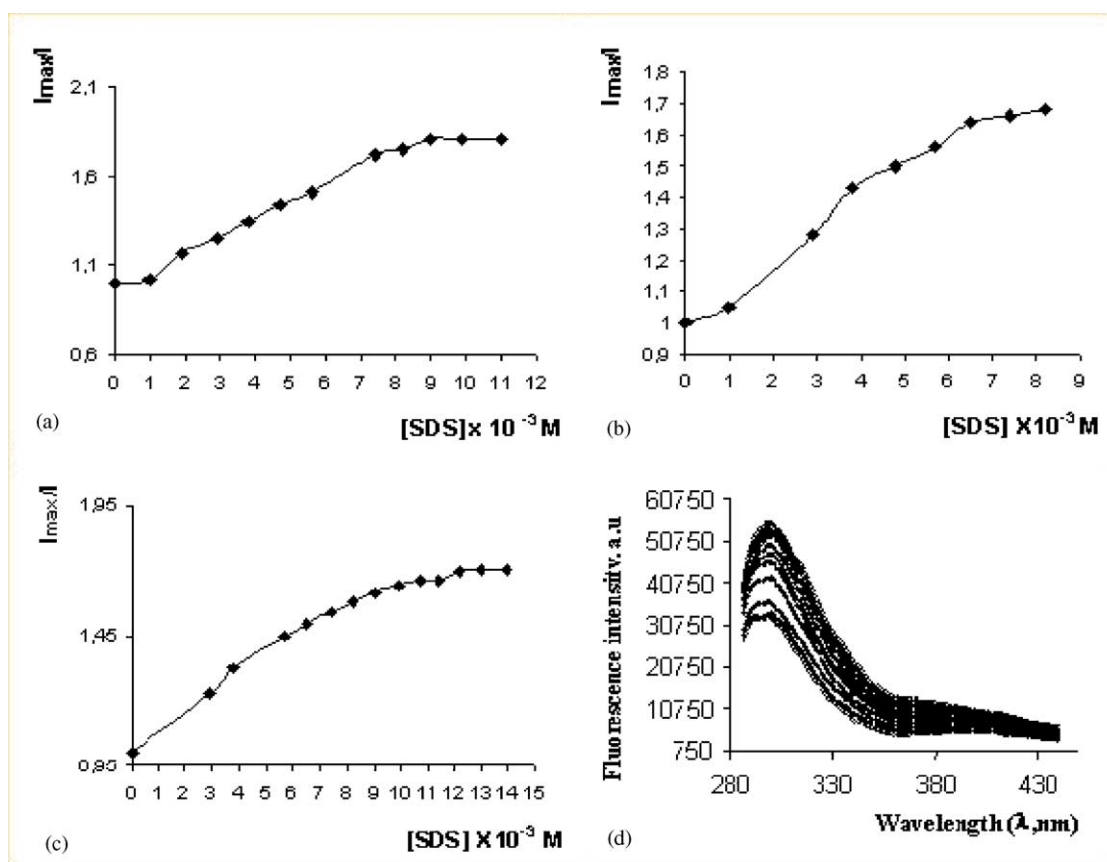 Imax/I
2,1
1,6
1,1
0,6
0 1 2 3 4 5 6 7 8 9 10 11 12
(a)
[SDS] x 10 -3 M
Imax/I
1,8
1,7
1,6
1,5
1,4
1,3
1,2
1,1
1
0,9
0 1 2 3 4 5 6 7 8 9
(b)
[SDS] X10 -3 M
Imax/I
1,95
1,45
0,95
0 1 2 3 4 5 6 7 8 9 10 11 12 13 14 15
(c)
[SDS] X10 -3 M
Fluorescence intensity. a.u
60750
50750
40750
30750
20750
10750
750
280 330 380 430
(d)
Wavelength (λ,nm)